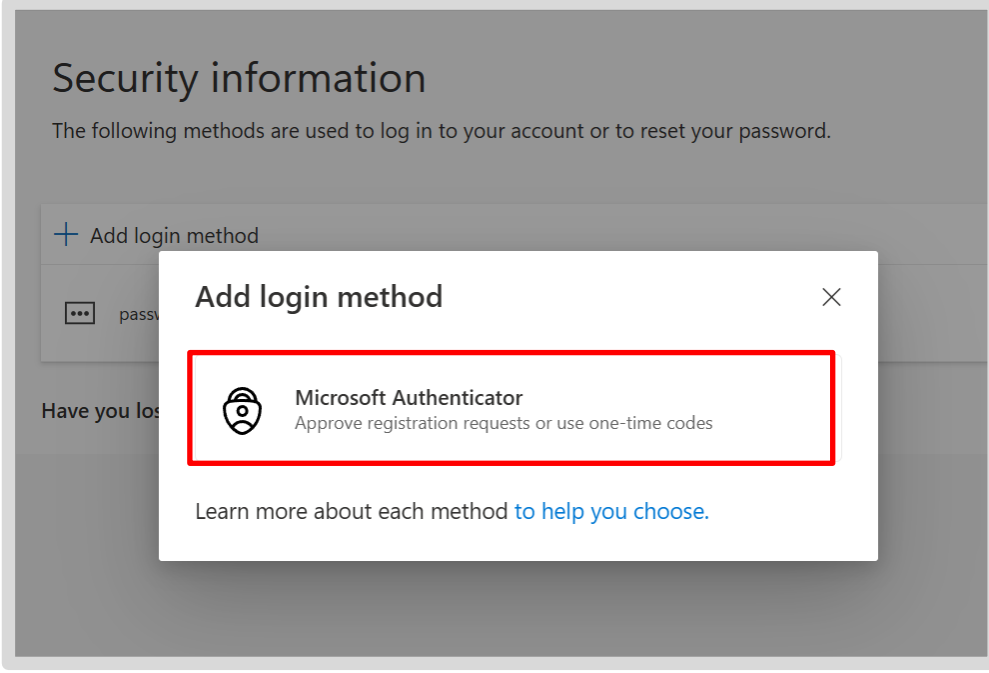 Security information
The following methods are used to log in to your account or to reset your password.
Add login method
Add login method
Microsoft Authenticator
Approve registration requests or use one-time codes
Have you
Learn more about each method to help you choose.